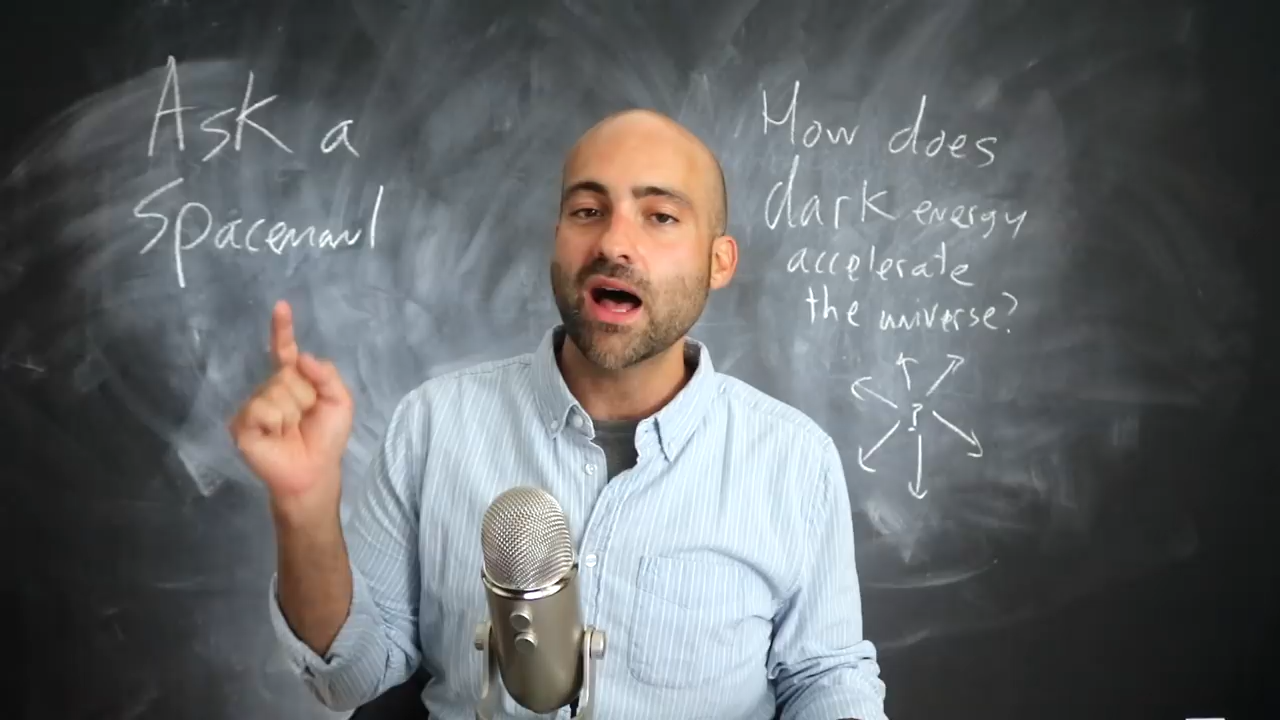 Ask a
Spaceman!
How does
dark energy
accelerate
the universe?
?